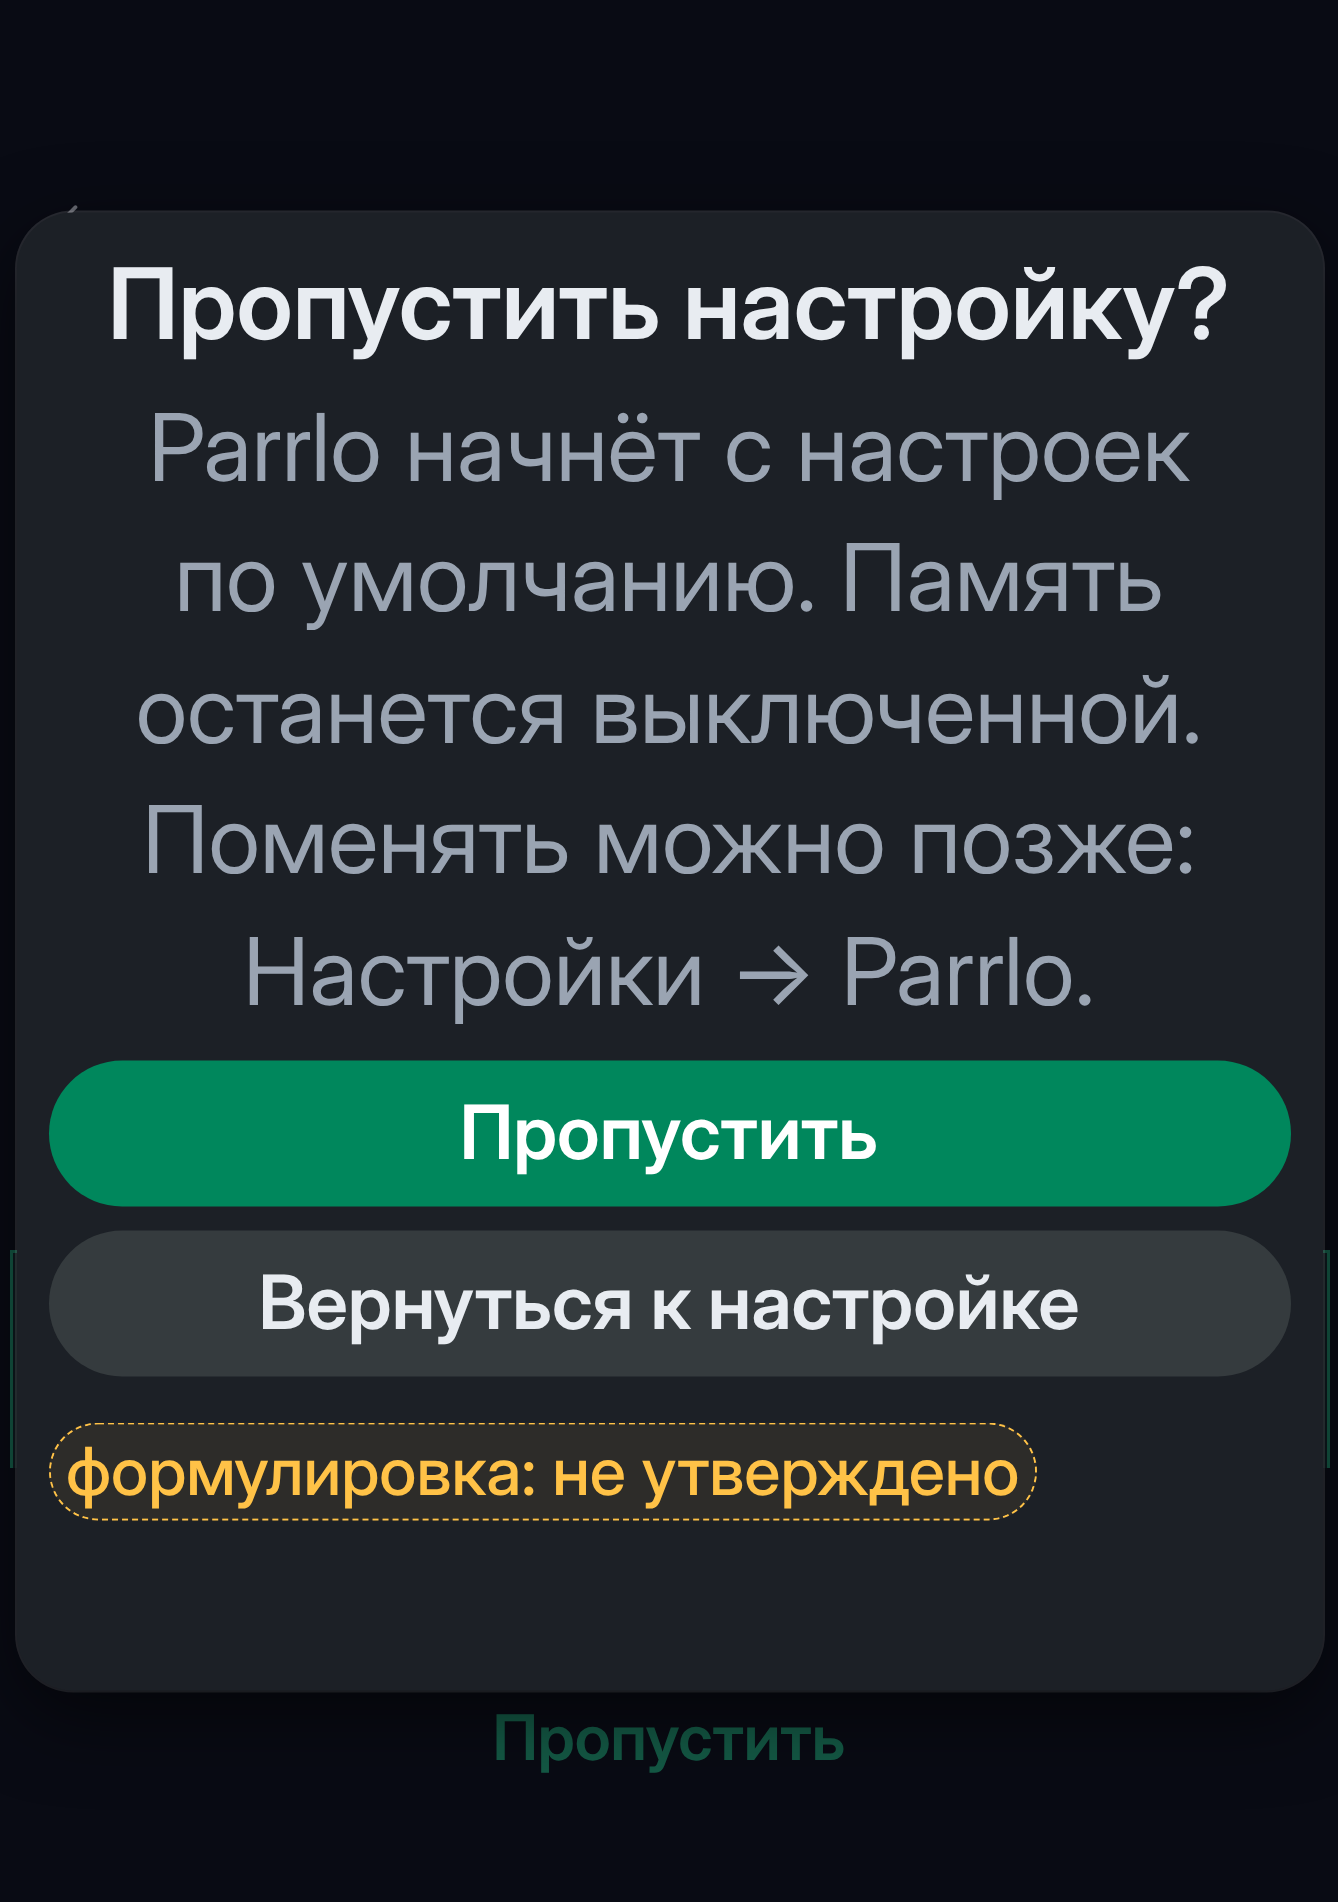 Пропустить настройку?
Parrlo начнёт с настроек
по умолчанию. Память
останется выключенной.
Поменять можно позже:
Настройки → Parrlo.
Пропустить
Вернуться к настройке
формулировка: не утверждено
Пропустить